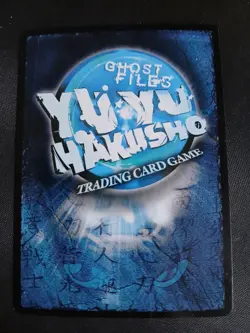 GHOST
FILES
YU YU
HAKUSHO
TRADING CARD GAME